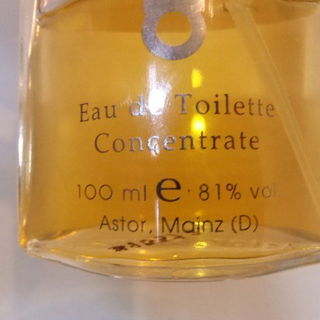 Eau de Toilette
Concentrate
100 ml e 81% vol
Astor, Mainz (D)